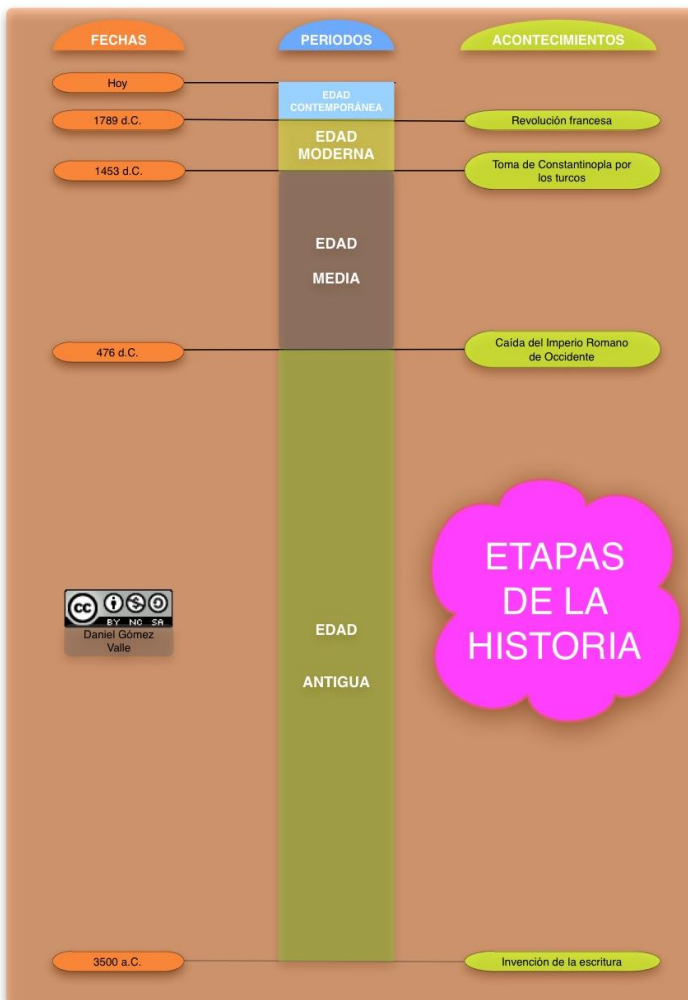 FECHAS
PERIODOS
ACONTECIMIENTOS
Hoy
EDAD
CONTEMPORÁNEA
1789 d.C.
Revolución francesa
EDAD
MODERNA
1453 d.C.
Toma de Constantinopla por
los turcos
EDAD
MEDIA
476 d.C.
Caída del Imperio Romano
de Occidente
ETAPAS
DE LA
HISTORIA
cc
BY NC SA
Daniel Gómez
Valle
EDAD
ANTIGUA
3500 a.C.
Invención de la escritura